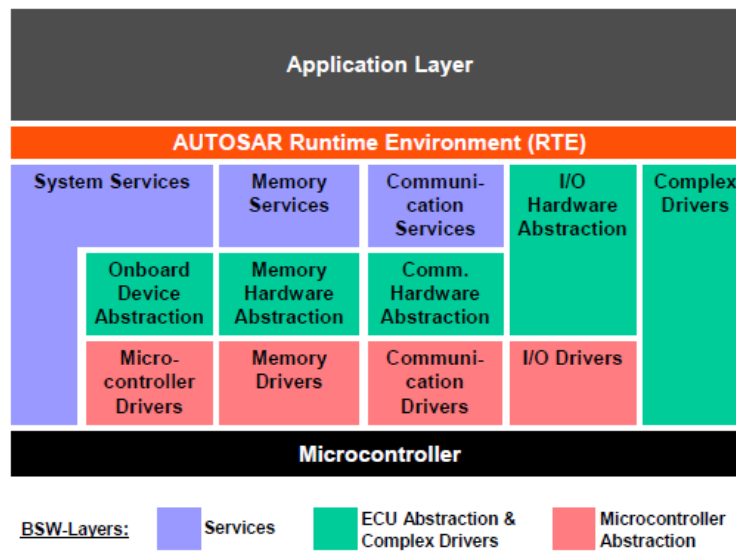 Application Layer
AUTOSAR Runtime Environment (RTE)
System Services
Memory
Services
Communi-
cation
Services
I/O
Hardware
Abstraction
Complex
Drivers
Onboard
Device
Abstraction
Memory
Hardware
Abstraction
Comm.
Hardware
Abstraction
Micro-
controller
Drivers
Memory
Drivers
Communi-
cation
Drivers
I/O Drivers
Microcontroller
BSW-Layers:
Services
ECU Abstraction &
Complex Drivers
Microcontroller
Abstraction